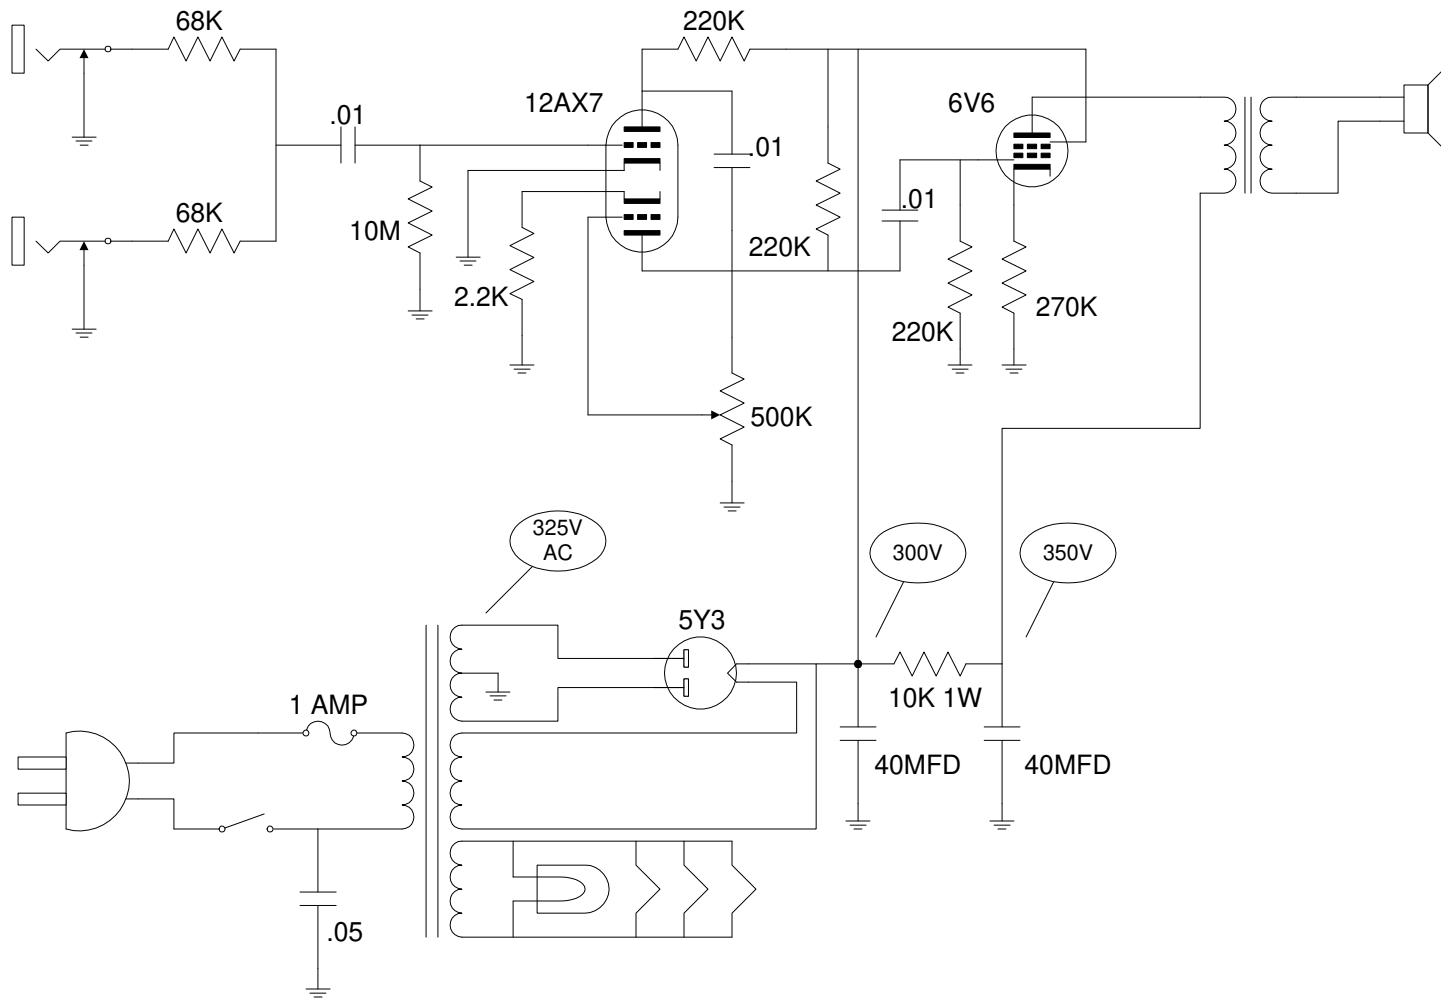 68K
220K
12AX7
6V6
.01
.01
.01
68K
10M
220K
2.2K
270K
220K
500K
325V
AC
300V
350V
5Y3
1 AMP
10K 1W
40MFD
40MFD
.05